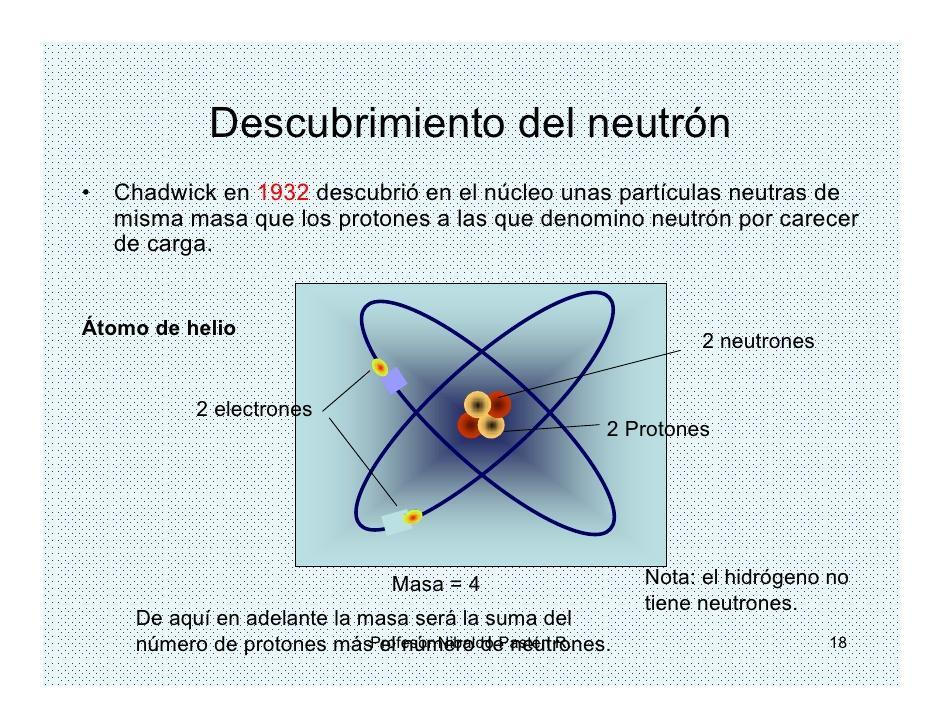 Descubrimiento del neutrón
• Chadwick en 1932 descubrió en el núcleo unas partículas neutras de
misma masa que los protones a las que denomino neutrón por carecer
de carga.
Átomo de helio
2 neutrones
2 electrones
2 Protones
Masa = 4
Nota: el hidrógeno no
tiene neutrones.
De aquí en adelante la masa será la suma del
número de protones más el número de neutrones.
Profesor Nibaldo
18